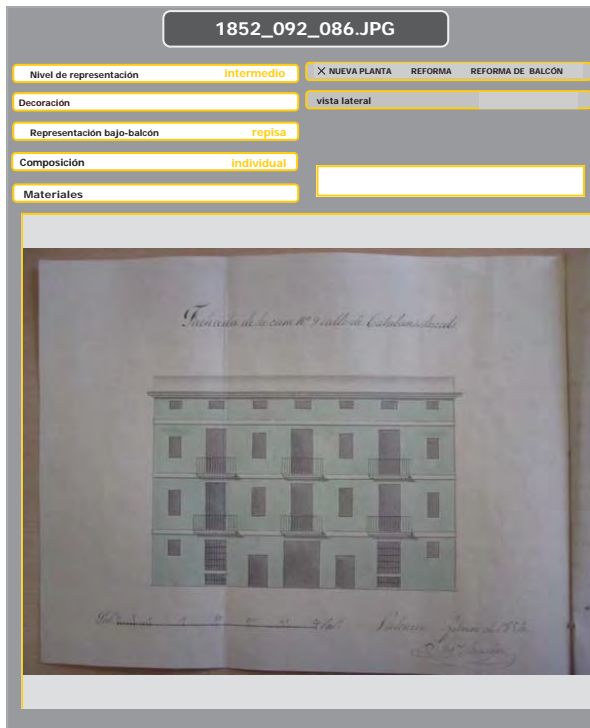 1852_092_086.JPG
Nivel de representación intermedio
X NUEVA PLANTA REFORMA REFORMA DE BALCÓN
Decoración
vista lateral
Representación bajo-balcón repisa
Composición individual
Materiales
Fachada de la casa Nº 9 calle de
Valencia